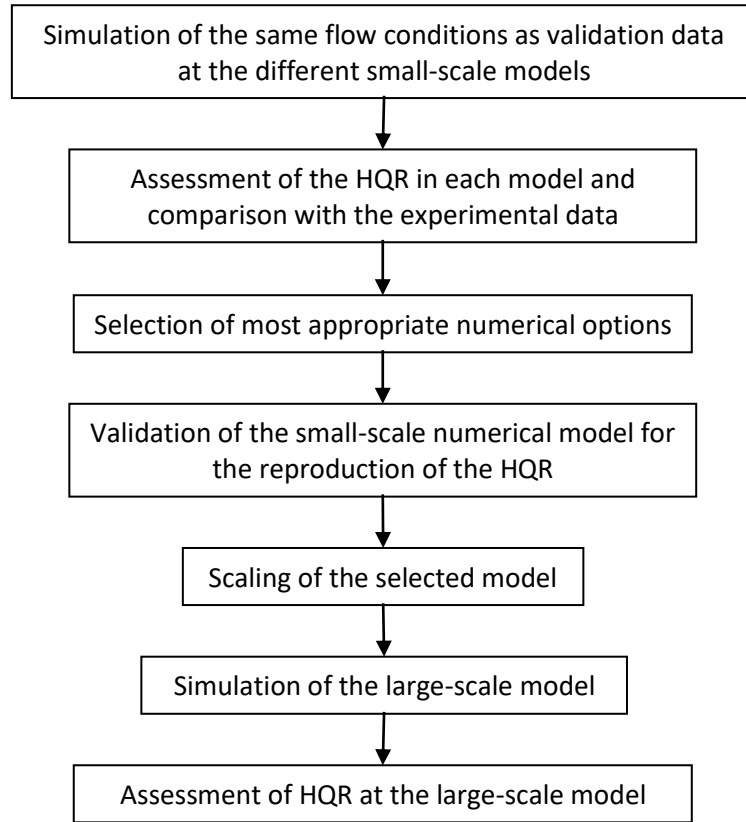 Simulation of the same flow conditions as validation data
at the different small-scale models
Assessment of the HQR in each model and
comparison with the experimental data
Selection of most appropriate numerical options
Validation of the small-scale numerical model for
the reproduction of the HQR
Scaling of the selected model
Simulation of the large-scale model
Assessment of HQR at the large-scale model